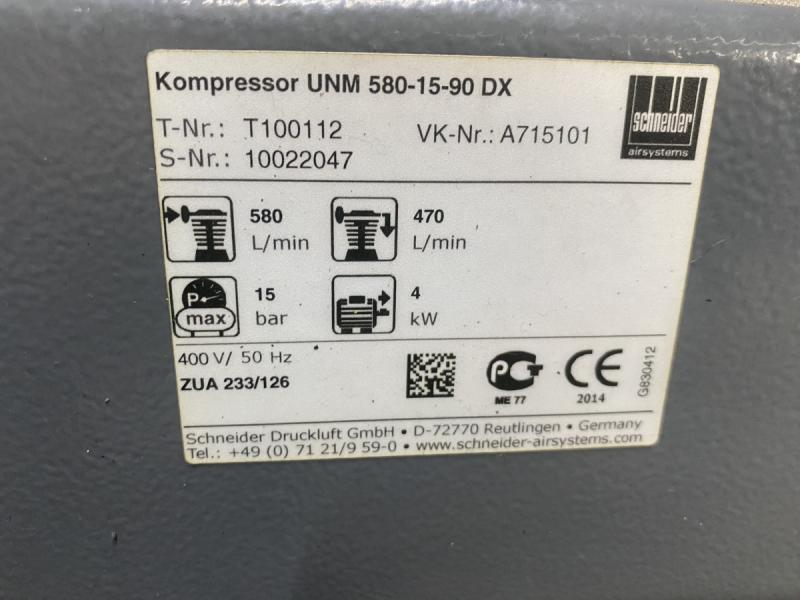 Kompressor UNM 580-15-90 DX
schneider
airsystems
T-Nr.: T100112 VK-Nr.: A715101
S-Nr.: 10022047
580 L/min
470 L/min
P max
15 bar
4 kW
400 V/ 50 Hz
ZUA 233/126
РСТ
ME 77
CE
2014
G830412
Schneider Druckluft GmbH • D-72770 Reutlingen • Germany
Tel.: +49 (0) 71 21/9 59-0 • www.schneider-airsystems.com